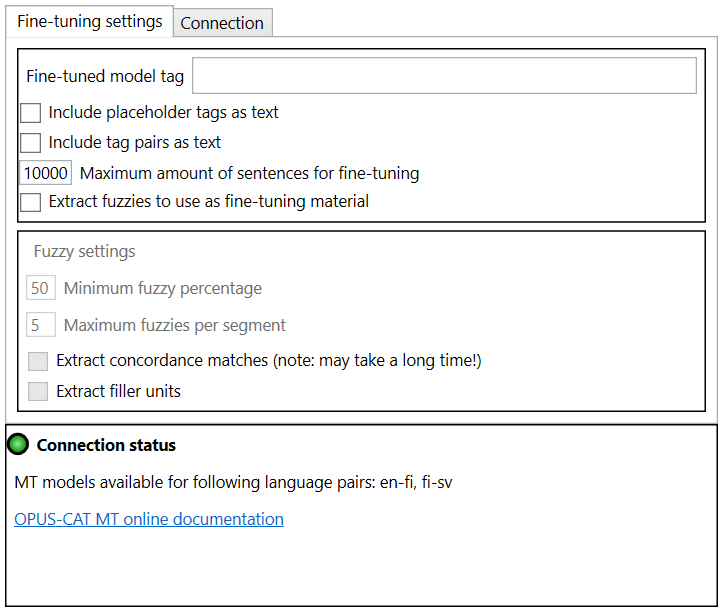 Fine-tuning settings
Connection
Fine-tuned model tag
Include placeholder tags as text
Include tag pairs as text
10000 Maximum amount of sentences for fine-tuning
Extract fuzzies to use as fine-tuning material
Fuzzy settings
50 Minimum fuzzy percentage
5 Maximum fuzzies per segment
Extract concordance matches (note: may take a long time!)
Extract filler units
Connection status
MT models available for following language pairs: en-fi, fi-sv
OPUS-CAT MT online documentation